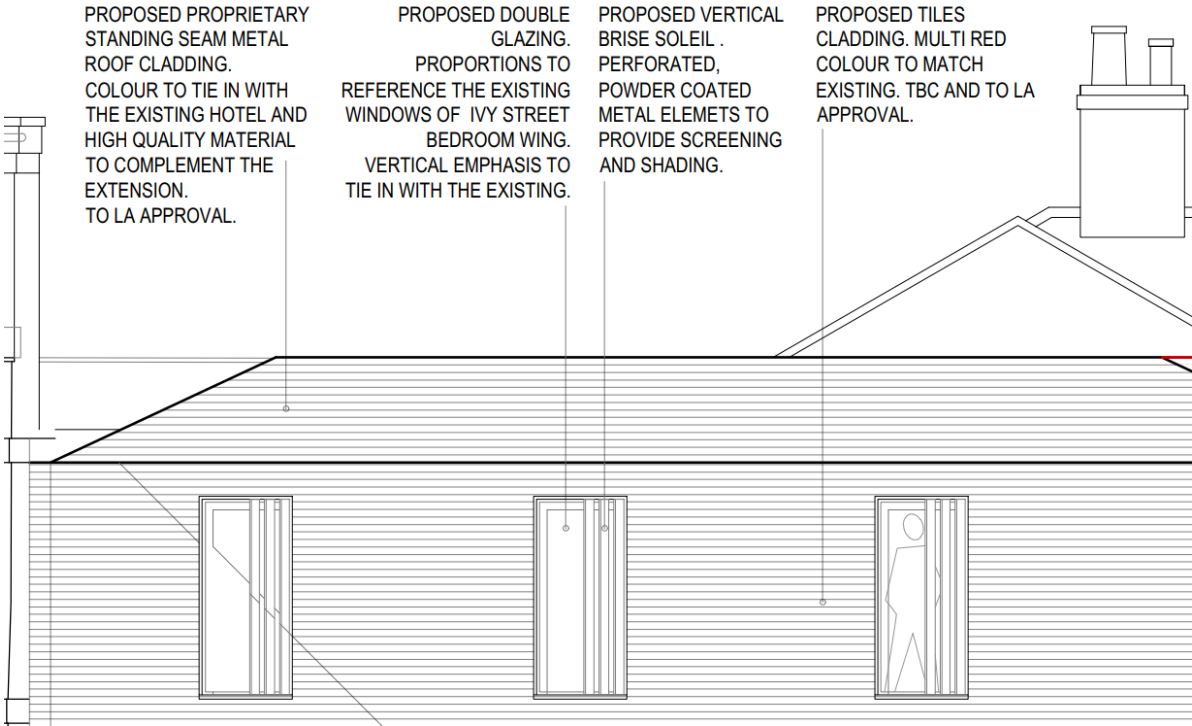 PROPOSED PROPRIETARY
STANDING SEAM METAL
ROOF CLADDING.
COLOUR TO TIE IN WITH
THE EXISTING HOTEL AND
HIGH QUALITY MATERIAL
TO COMPLEMENT THE
EXTENSION.
TO LA APPROVAL.
PROPOSED DOUBLE
GLAZING.
PROPORTIONS TO
REFERENCE THE EXISTING
WINDOWS OF IVY STREET
BEDROOM WING.
VERTICAL EMPHASIS TO
TIE IN WITH THE EXISTING.
PROPOSED VERTICAL
BRISE SOLEIL .
PERFORATED,
POWDER COATED
METAL ELEMETS TO
PROVIDE SCREENING
AND SHADING.
PROPOSED TILES
CLADDING. MULTI RED
COLOUR TO MATCH
EXISTING. TBC AND TO LA
APPROVAL.